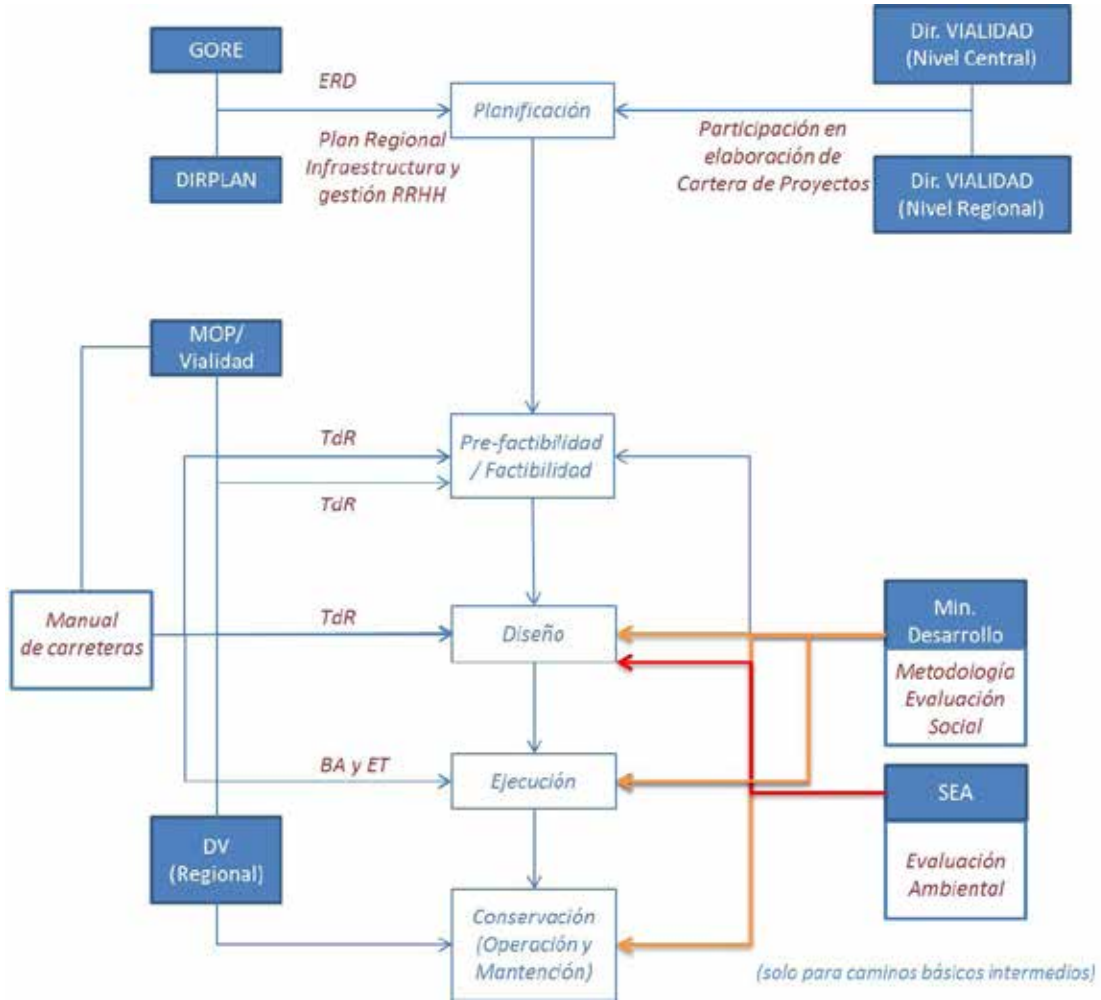 GORE
Dir. VIALIDAD
(Nivel Central)
ERD
Planificación
Plan Regional
Infraestructura y
gestión RRHH
Participación en
elaboración de
Cartera de Proyectos
DIRPLAN
Dir. VIALIDAD
(Nivel Regional)
MOP/
Vialidad
TdR
Pre-factibilidad
/ Factibilidad
TdR
Manual
de carreteras
TdR
Diseño
Min.
Desarrollo
Metodología
Evaluación
Social
BA y ET
Ejecución
SEA
DV
(Regional)
Evaluación
Ambiental
Conservación
(Operación y
Mantención)
(solo para caminos básicos intermedios)